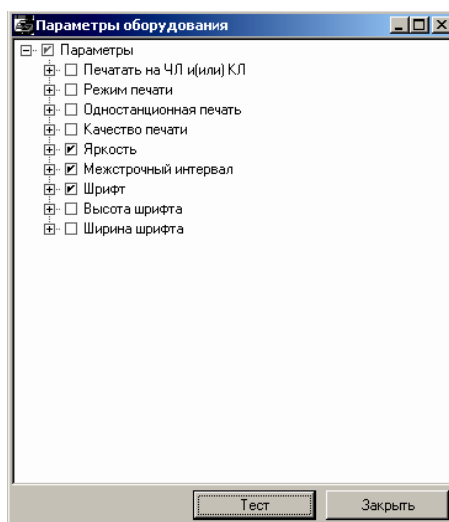 Параметры оборудования
Параметры
Печатать на ЧЛ и(или) КЛ
Режим печати
Одностанционная печать
Качество печати
Яркость
Межстрочный интервал
Шрифт
Высота шрифта
Ширина шрифта
Тест
Закрыть